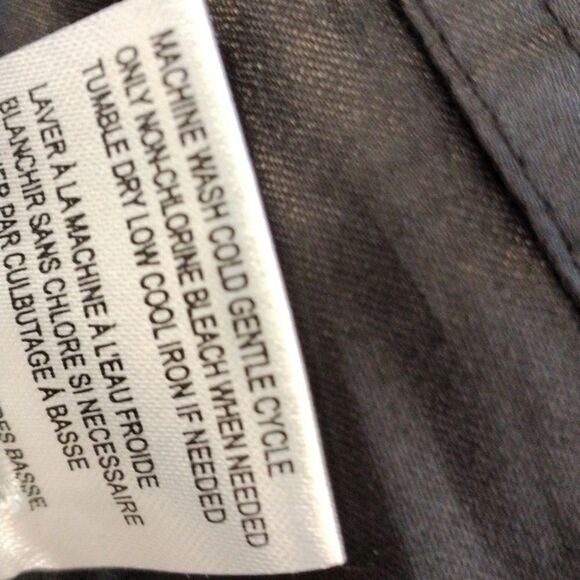 MACHINE WASH COLD GENTLE CYCLE
ONLY NON-CHLORINE BLEACH WHEN NEEDED
TUMBLE DRY LOW COOL IRON IF NEEDED
LAVER À LA MACHINE À L'EAU FROIDE
BLANCHIR SANS CHLORE SI NECESSAIRE
PAR CULBUTAGE À BASSE
BASSE